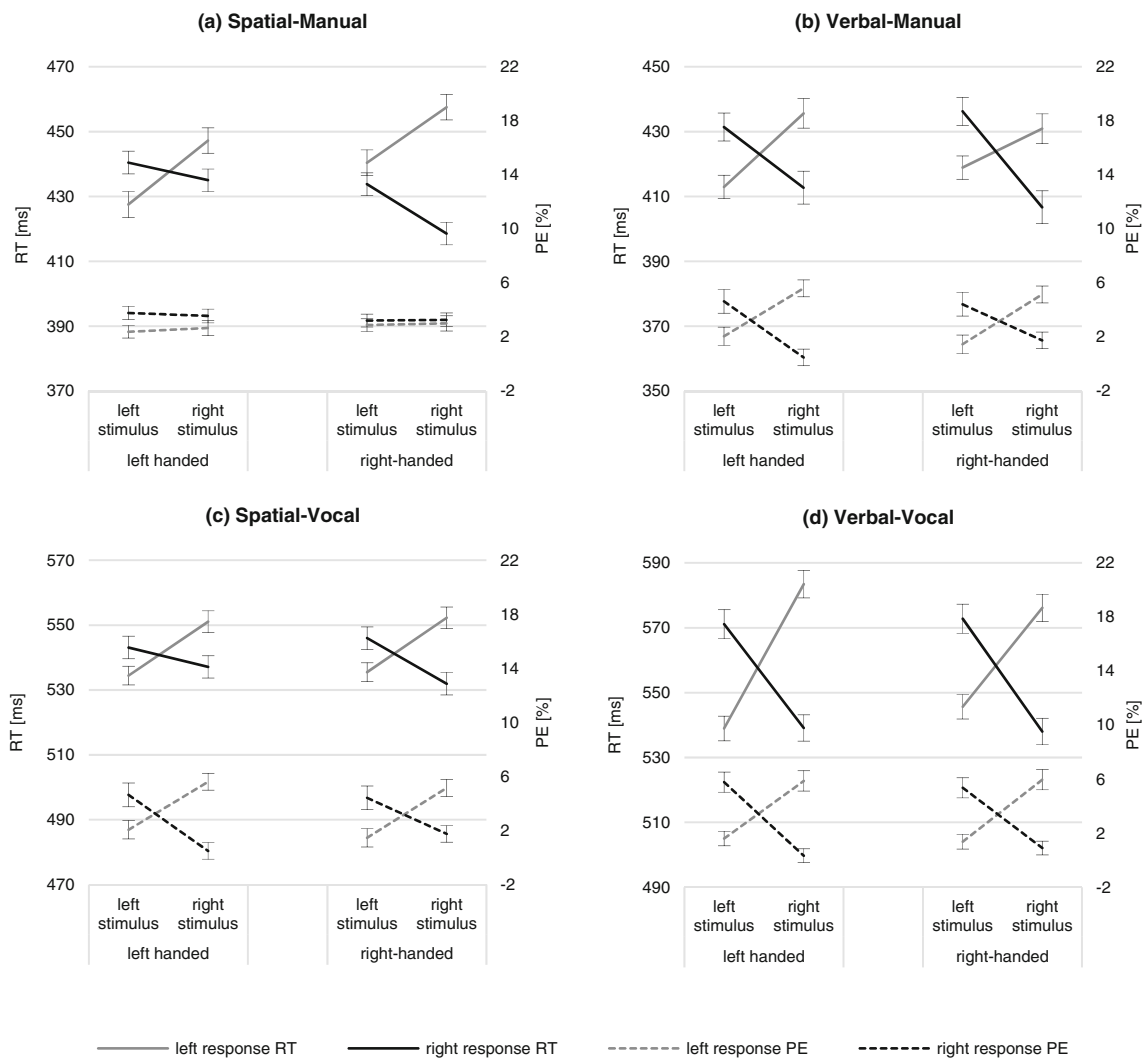 (a) Spatial-Manual
470
450
430
410
390
370
RT [ms]
22
18
14
10
6
2
-2
PE [%]
left
stimulus
right
stimulus
left
stimulus
right
stimulus
left handed
right-handed
(b) Verbal-Manual
450
430
410
390
370
350
RT [ms]
22
18
14
10
6
2
-2
PE [%]
left
stimulus
right
stimulus
left
stimulus
right
stimulus
left handed
right-handed
(c) Spatial-Vocal
570
550
530
510
490
470
RT [ms]
22
18
14
10
6
2
-2
PE [%]
left
stimulus
right
stimulus
left
stimulus
right
stimulus
left handed
right-handed
(d) Verbal-Vocal
590
570
550
530
510
490
RT [ms]
22
18
14
10
6
2
-2
PE [%]
left
stimulus
right
stimulus
left
stimulus
right
stimulus
left handed
right-handed
left response RT
right response RT
left response PE
right response PE